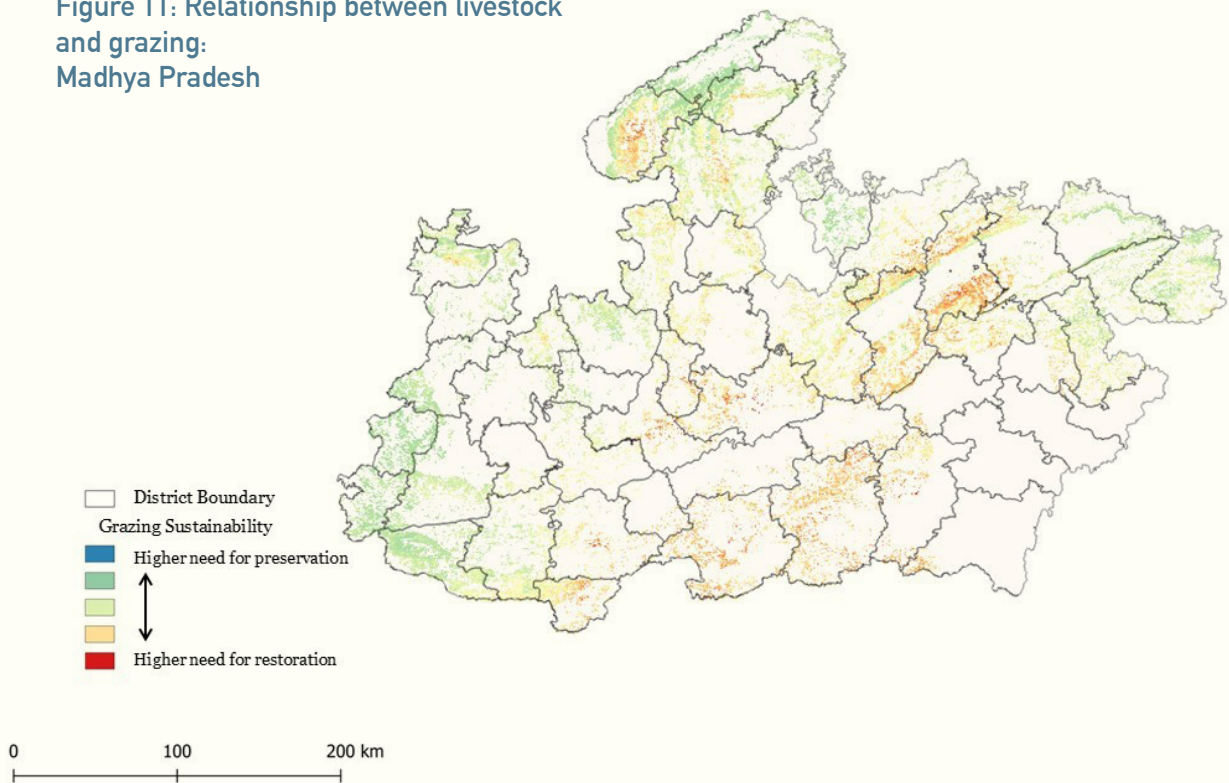 Figure 11: Relationship between livestock
and grazing:
Madhya Pradesh
District Boundary
Grazing Sustainability
Higher need for preservation
Higher need for restoration
0 100 200 km